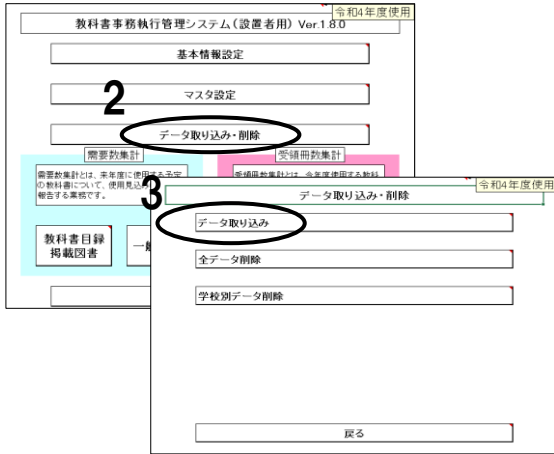 令和4年度使用
教科書事務執行管理システム(設置者用) Ver.1.8.0
基本情報設定
2
マスタ設定
データ取り込み・削除
需要数集計
受領冊数集計
需要数集計とは、来年度に使用する予定
の教科書について、使用見込
報告する業務です。
受領冊数集計とは、今年度使用する教科
教科書目録
掲載図書
一般
3
令和4年度使用
データ取り込み・削除
データ取り込み
全データ削除
学校別データ削除
戻る